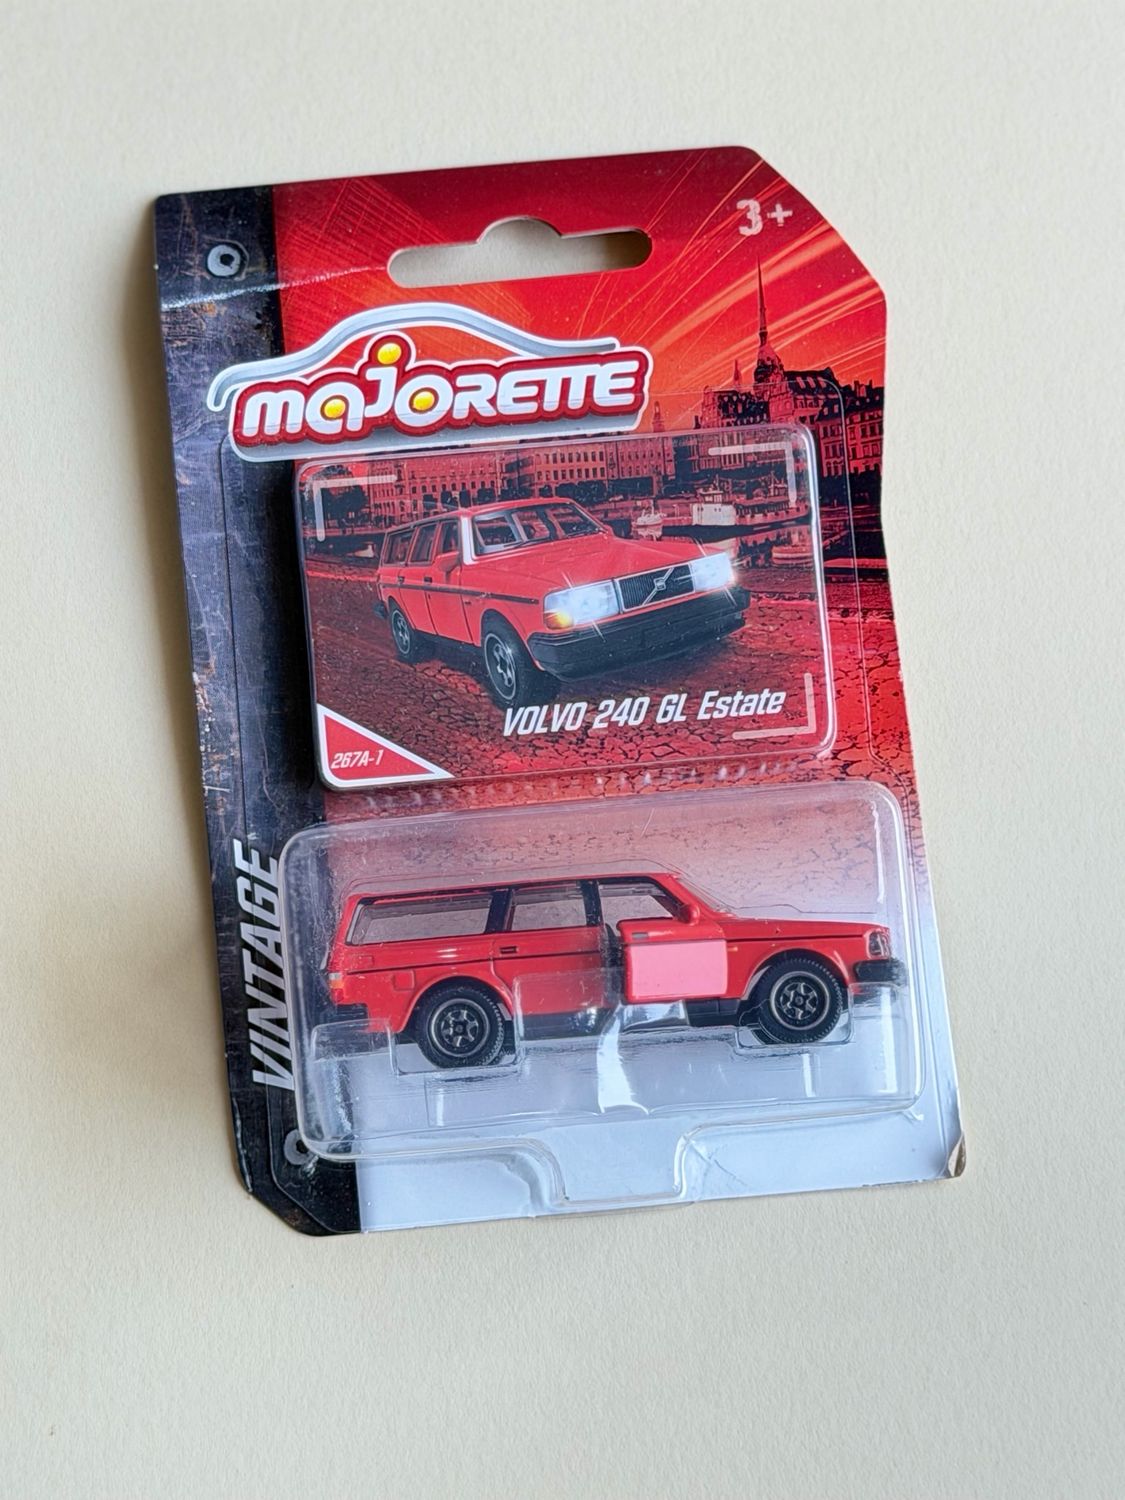 3+
majorette
VOLVO 240 GL Estate
267A-1
VINTAGE